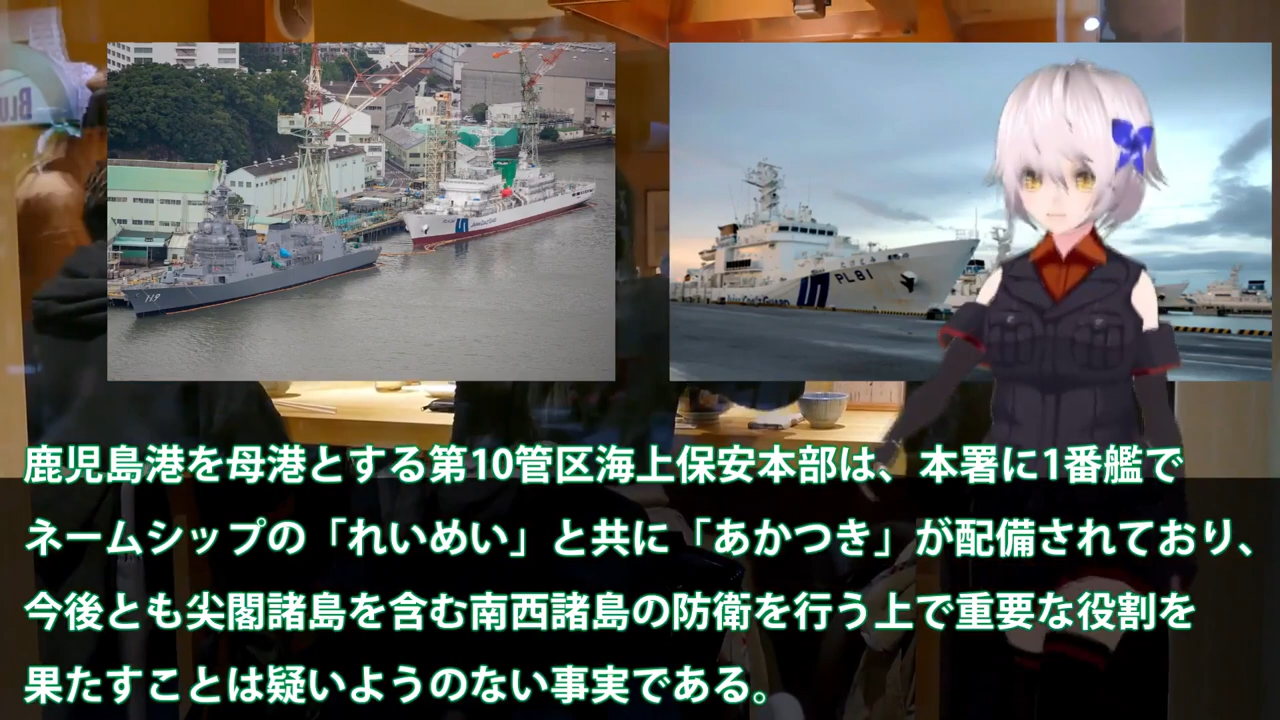 BLU
119
PL81
鹿児島港を母港とする第10管区海上保安本部は、本署に1番艦で
ネームシップの「れいめい」と共に「あかつき」が配備されており、
今後とも尖閣諸島を含む南西諸島の防衛を行う上で重要な役割を
果たすことは疑いようのない事実である。